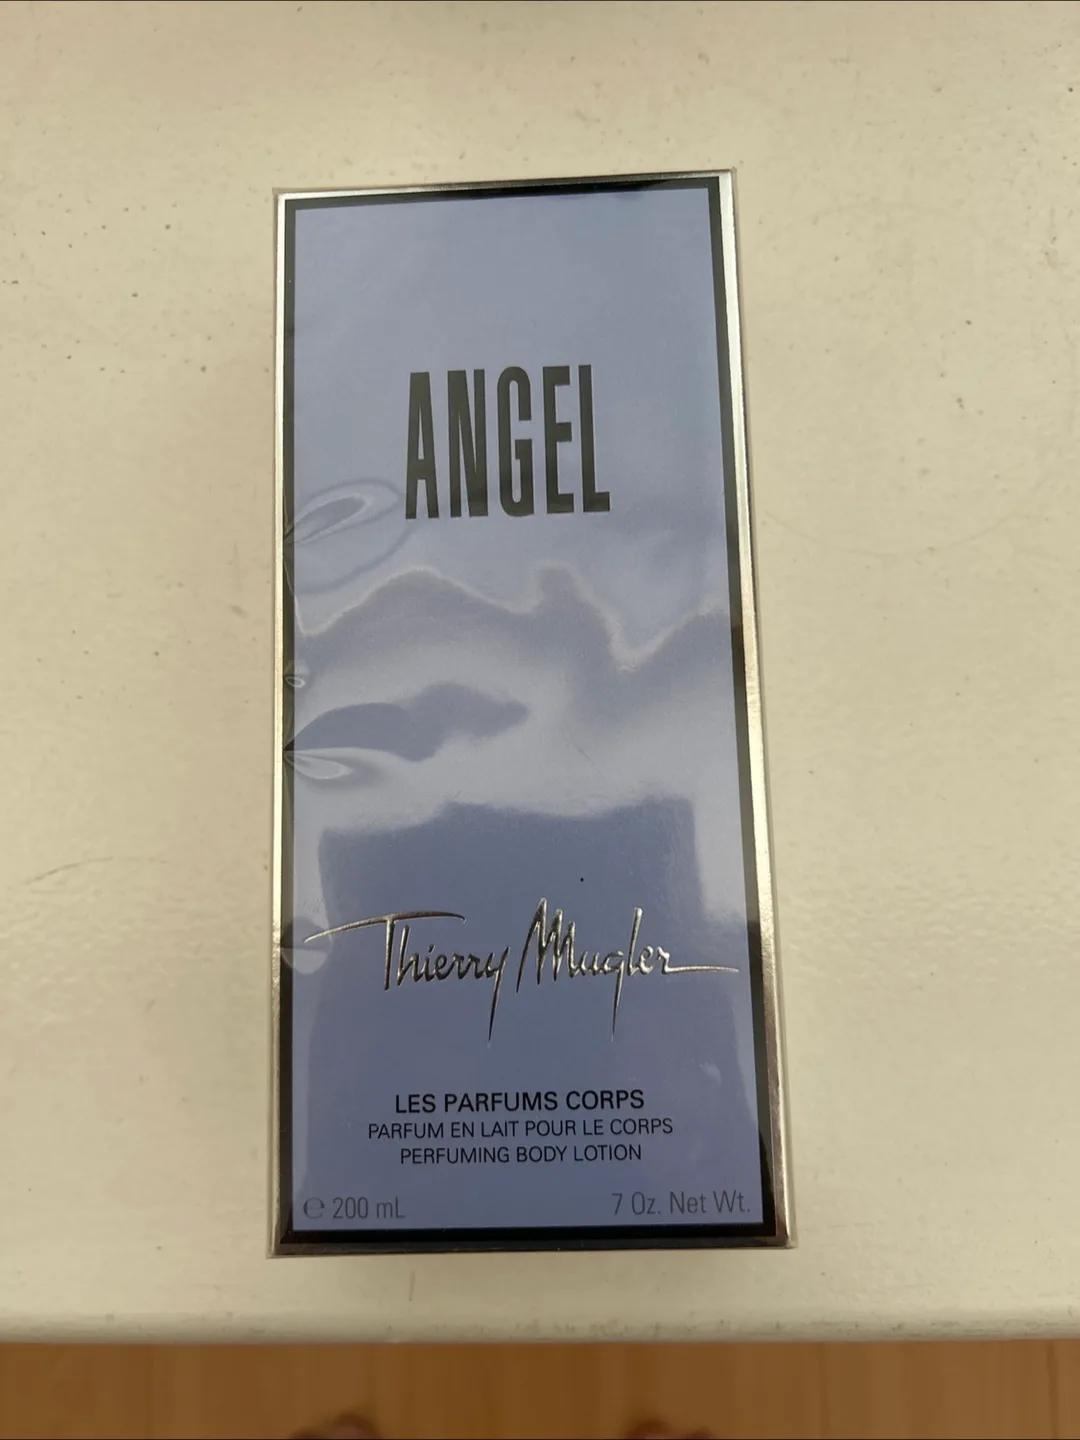 ANGEL
Thierry Mugler
LES PARFUMS CORPS
PARFUM EN LAIT POUR LE CORPS
PERFUMING BODY LOTION
℮ 200 mL 7 Oz. Net Wt.